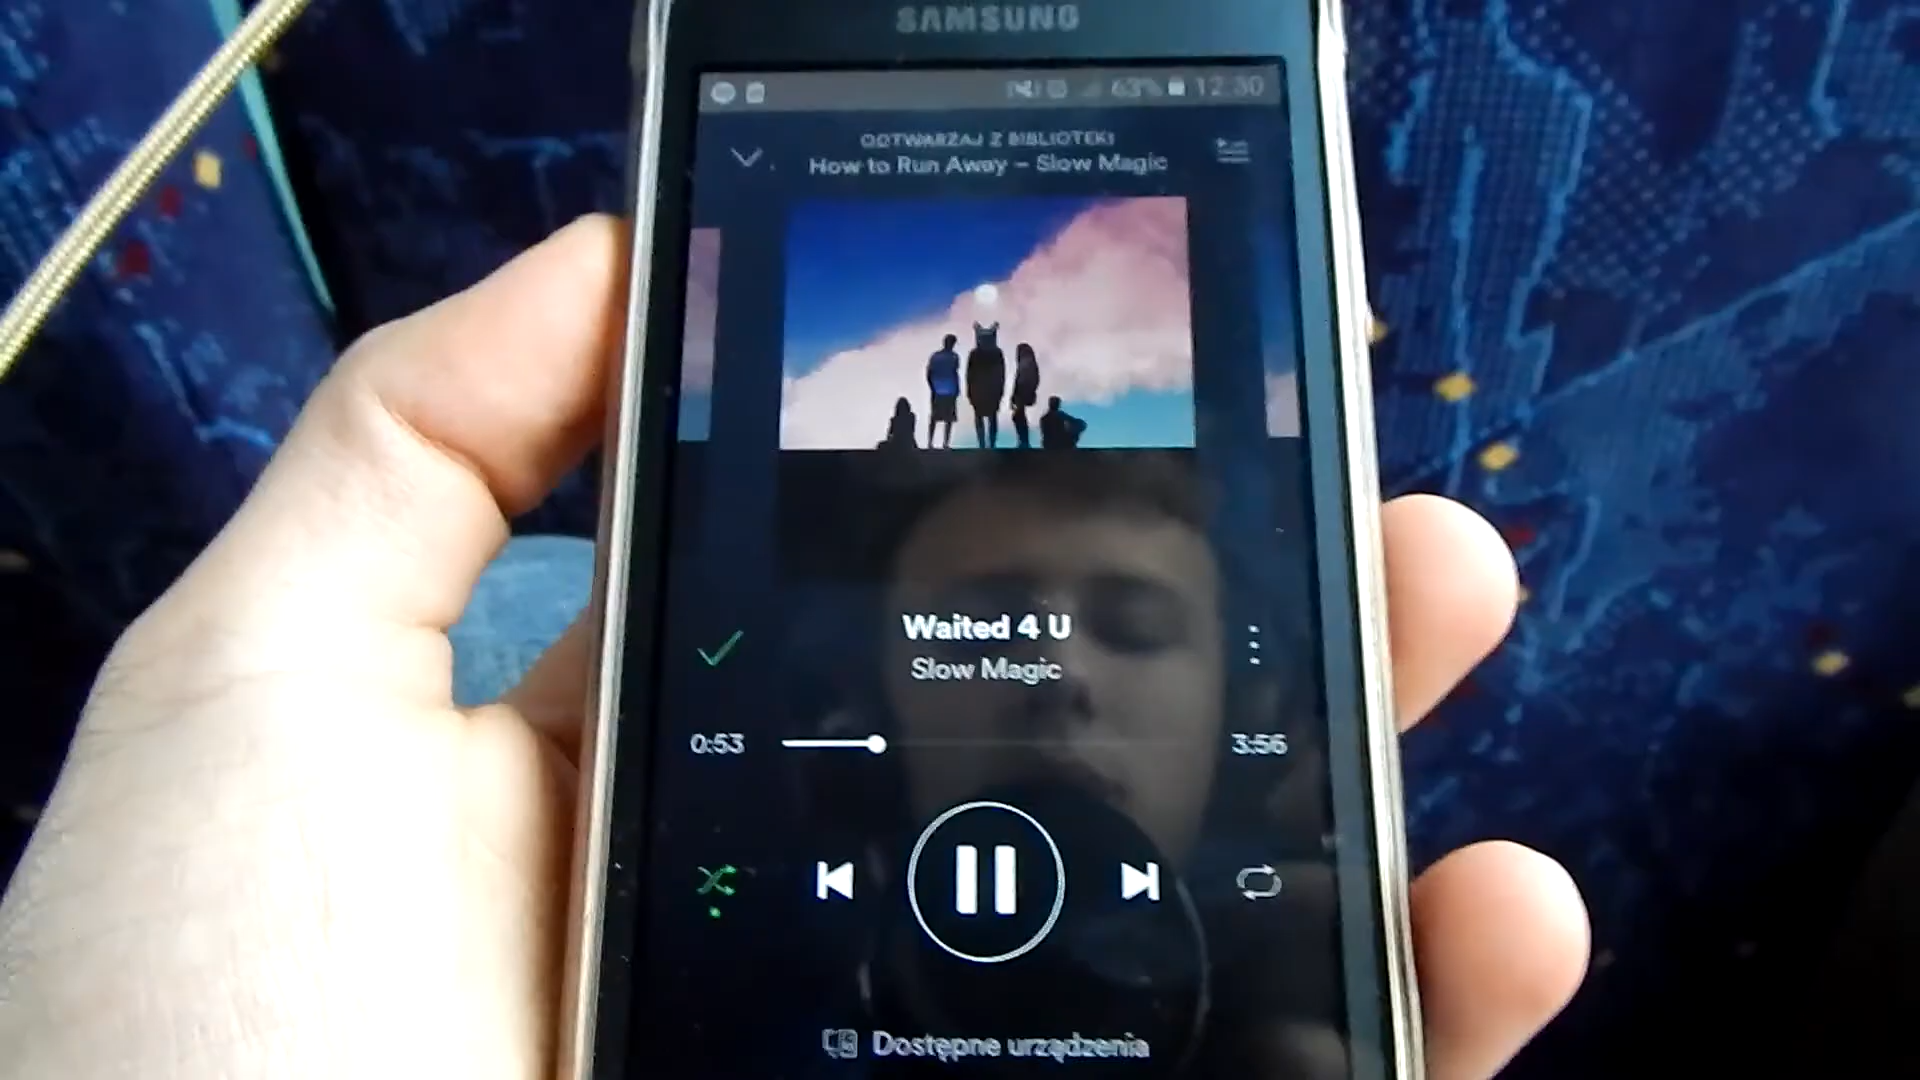 SAMSUNG
63% 12:30
ODTWARZAJ Z BIBLIOTEKI
How to Run Away – Slow Magic
Waited 4 U
Slow Magic
0:53 3:56
Dostępne urządzenia